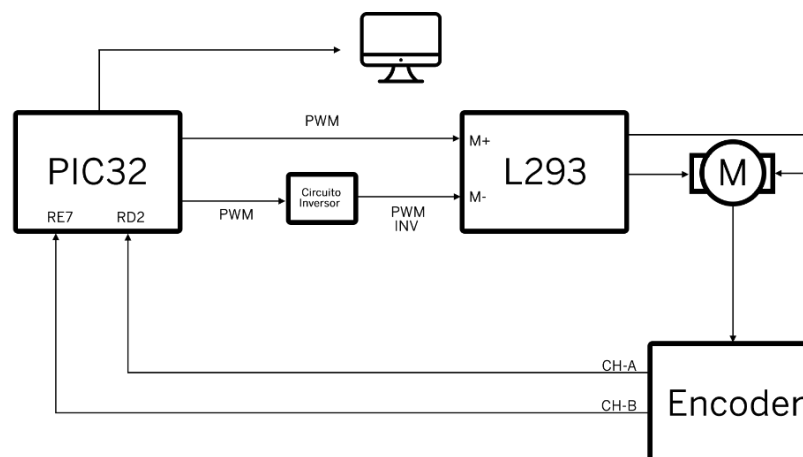 PWM
PIC32
M+
L293
M
Circuito
Inversor
RE7
RD2
PWM
PWM
INV
M-
CH-A
CH-B
Encoder